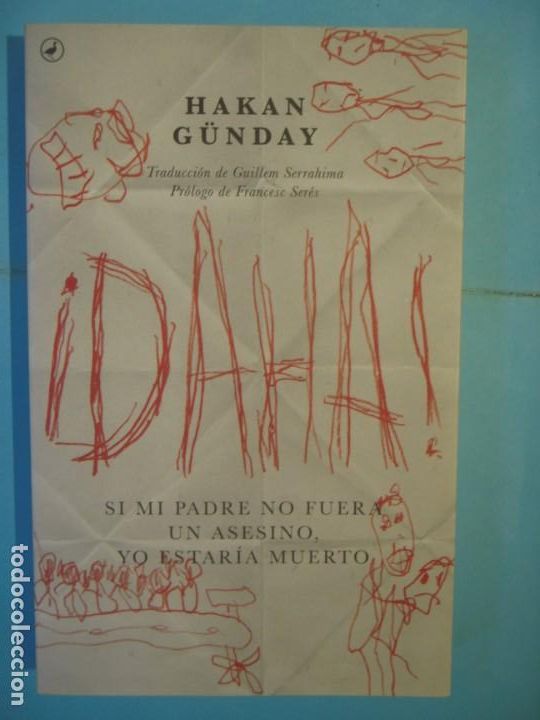 HAKAN
GÜNDAY
Traducción de Guillem Serrahima
Prólogo de Francesc Serés
¡DAHA!
SI MI PADRE NO FUERA
UN ASESINO,
YO ESTARÍA MUERTO
todocoleccion